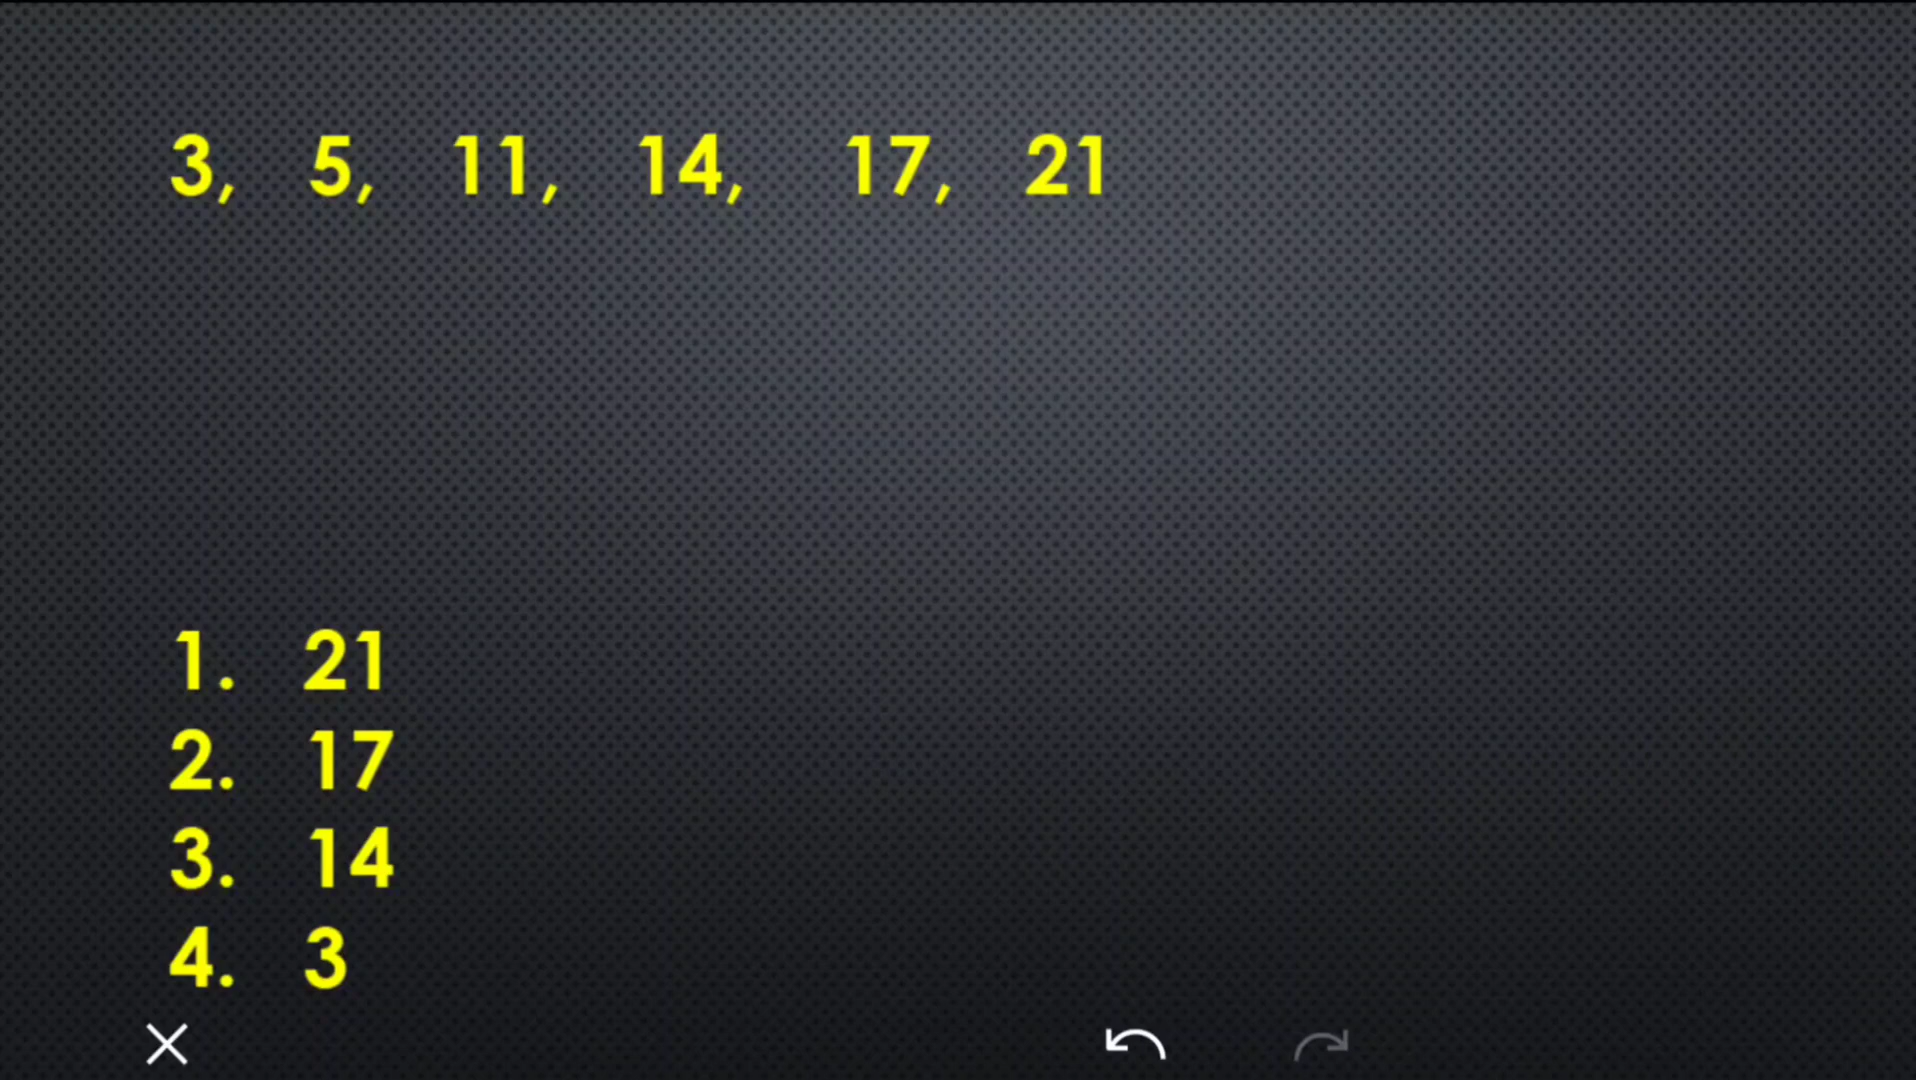 3, 5, 11, 14, 17, 21
1. 21
2. 17
3. 14
4. 3